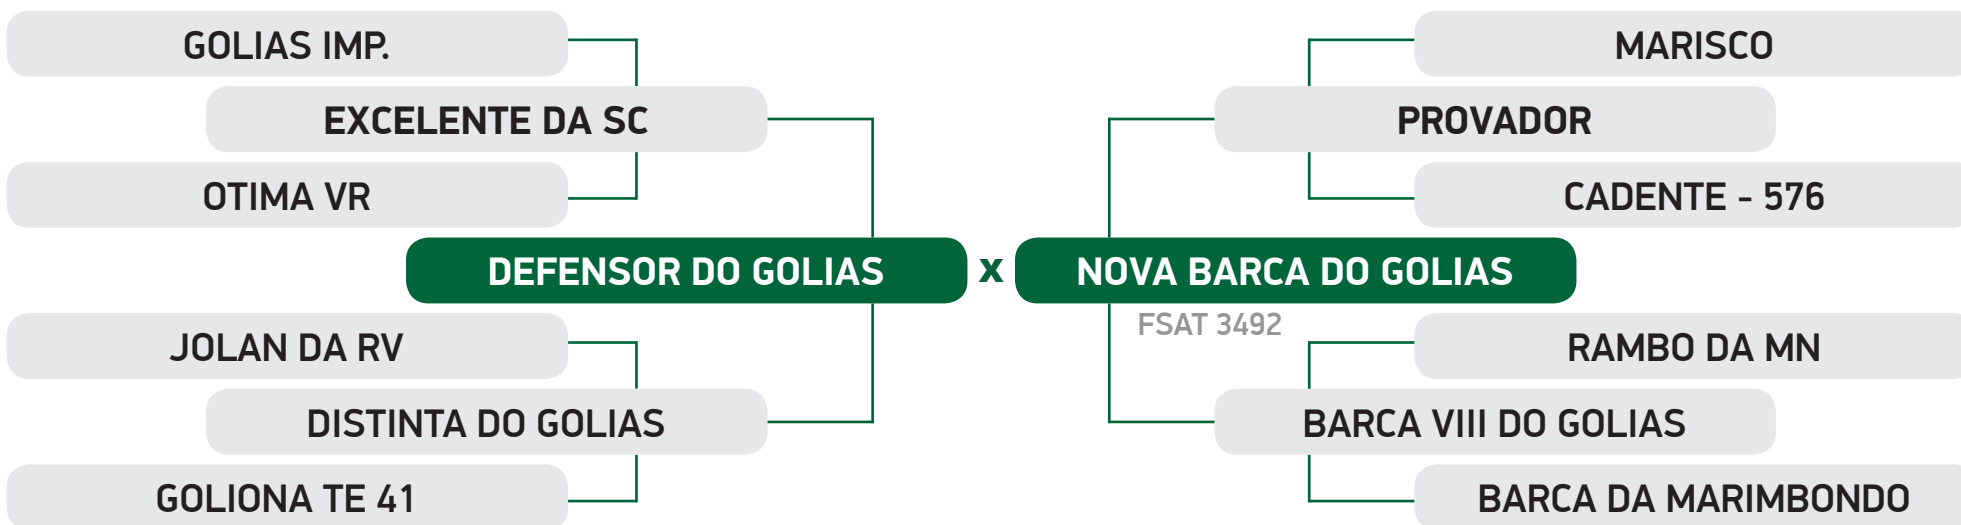 GOLIAS IMP.
MARISCO
EXCELENTE DA SC
PROVADOR
OTIMA VR
CADENTE - 576
DEFENSOR DO GOLIAS x NOVA BARCA DO GOLIAS
FSAT 3492
JOLAN DA RV
RAMBO DA MN
DISTINTA DO GOLIAS
BARCA VIII DO GOLIAS
GOLIONA TE 41
BARCA DA MARIMBONDO